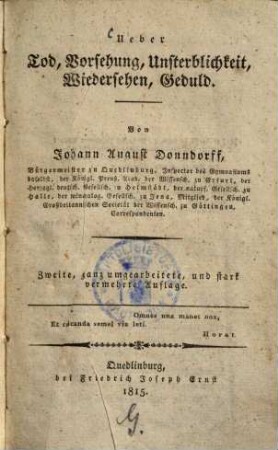 Ueber
Tod, Vorsehung, Unsterblichkeit,
Wiedersehen, Geduld.
Von
Johann August Donndorff,
Bürgermeister zu Quedlinburg, Inspector des Gymnasiums
daselbst, der Königl. Preuß. Acad. der Wissensch. zu Erfurt, der
Herzogl. deutsch. Gesellsch. in Helmstädt, der naturf. Gesellsch. zu
Halle, der mineralog. Gesellsch. zu Jena, Mitglied, der Königl.
Großbritannischen Societät der Wissensch. zu Göttingen,
Correspondenten.
Zweite, ganz umgearbeitete, und stark
vermehrte Auflage.
Omnes una manet nox,
Et calcanda semel via leti.
Horat
Quedlinburg,
bei Friedrich Joseph Ernst
1815.